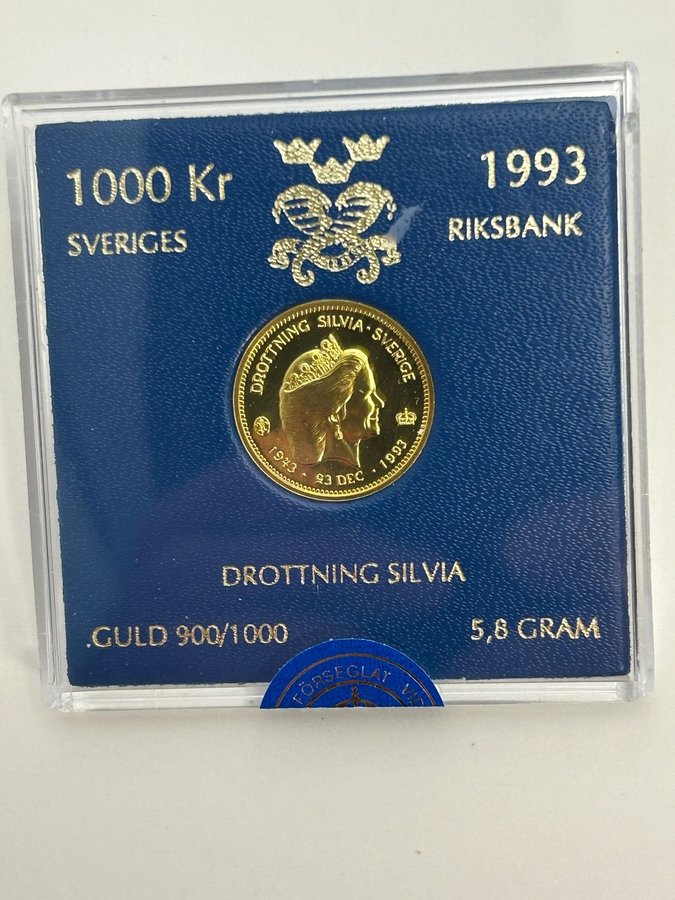 1000 Kr
1993
SVERIGES
RIKSBANK
DROTTNING SILVIA · SVERIGE
1943 · 23 DEC · 1993
DROTTNING SILVIA
.GULD 900/1000
5,8 GRAM
FÖRSEGLAT VID